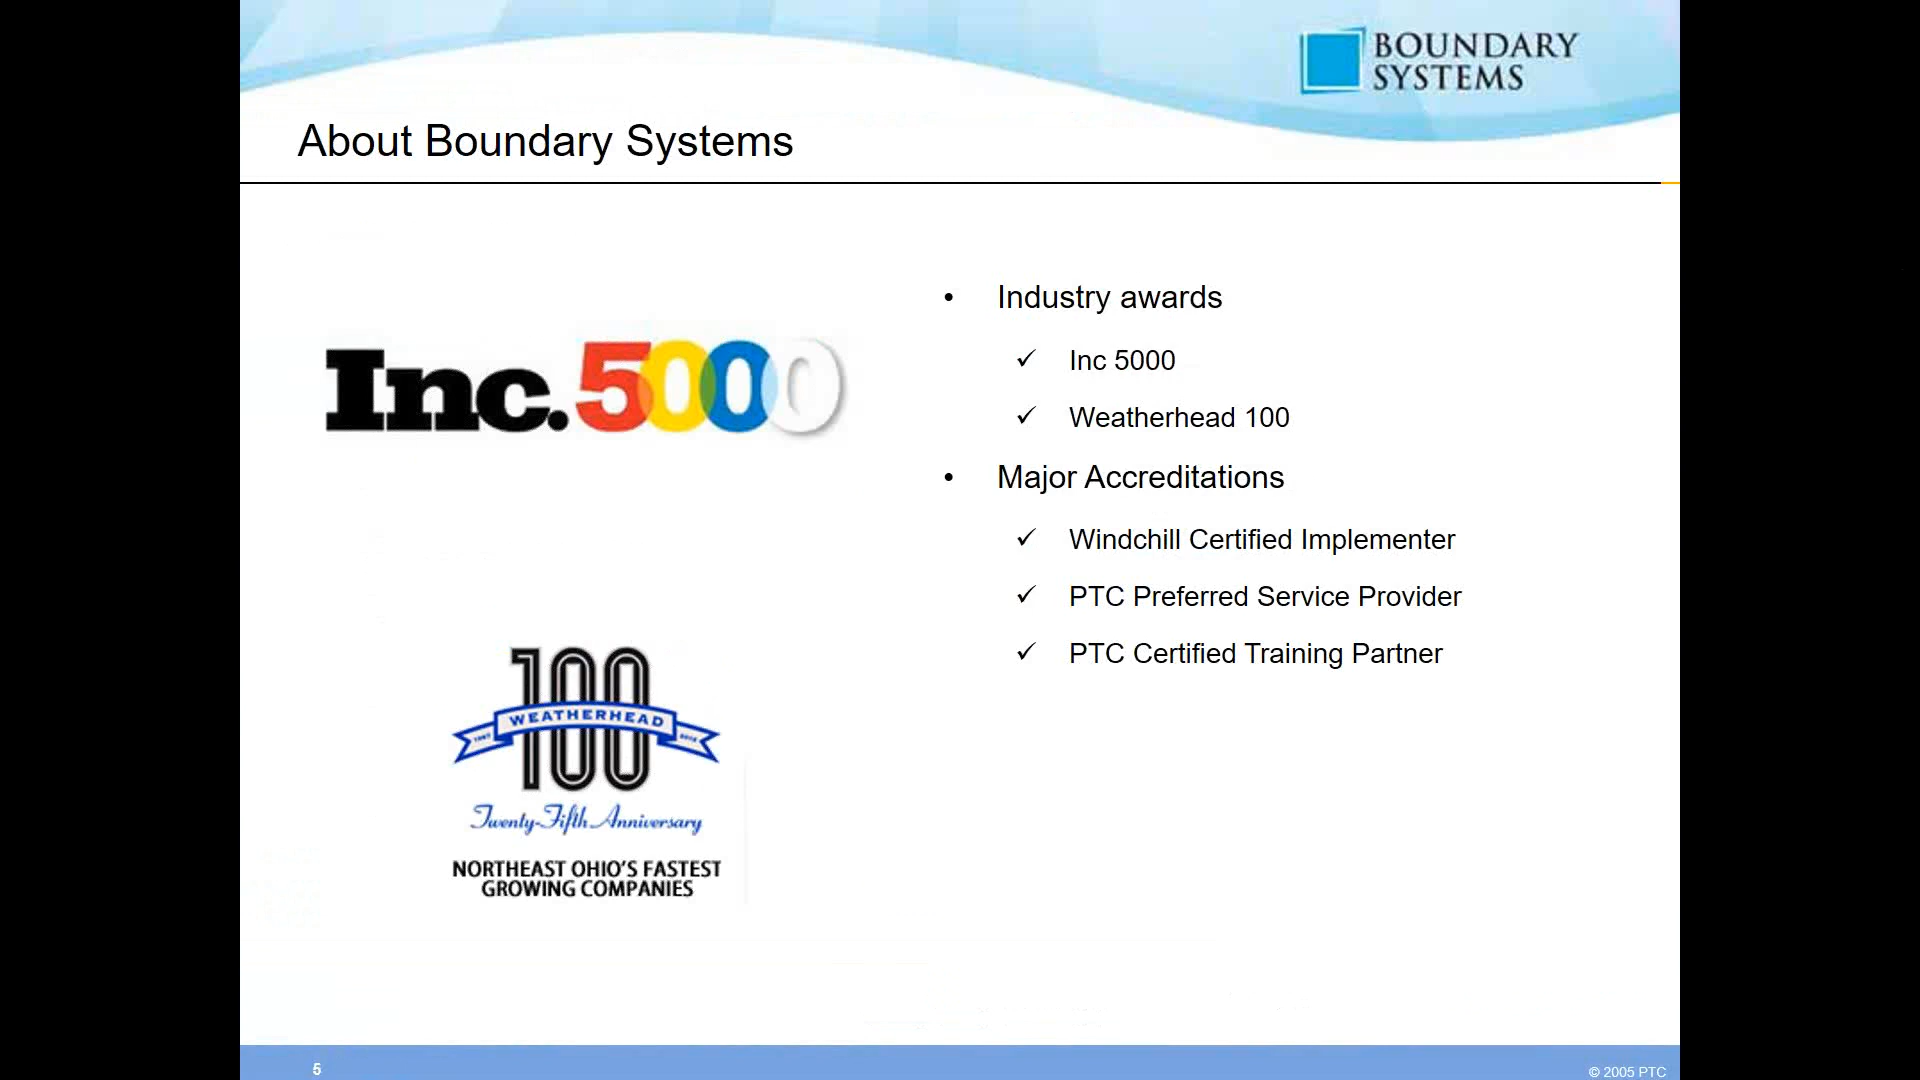 BOUNDARY
SYSTEMS
About Boundary Systems
Inc.5000
• Industry awards
✓ Inc 5000
✓ Weatherhead 100
• Major Accreditations
✓ Windchill Certified Implementer
✓ PTC Preferred Service Provider
✓ PTC Certified Training Partner
100
WEATHERHEAD
Twenty-Fifth Anniversary
NORTHEAST OHIO'S FASTEST
GROWING COMPANIES
5
© 2005 PTC